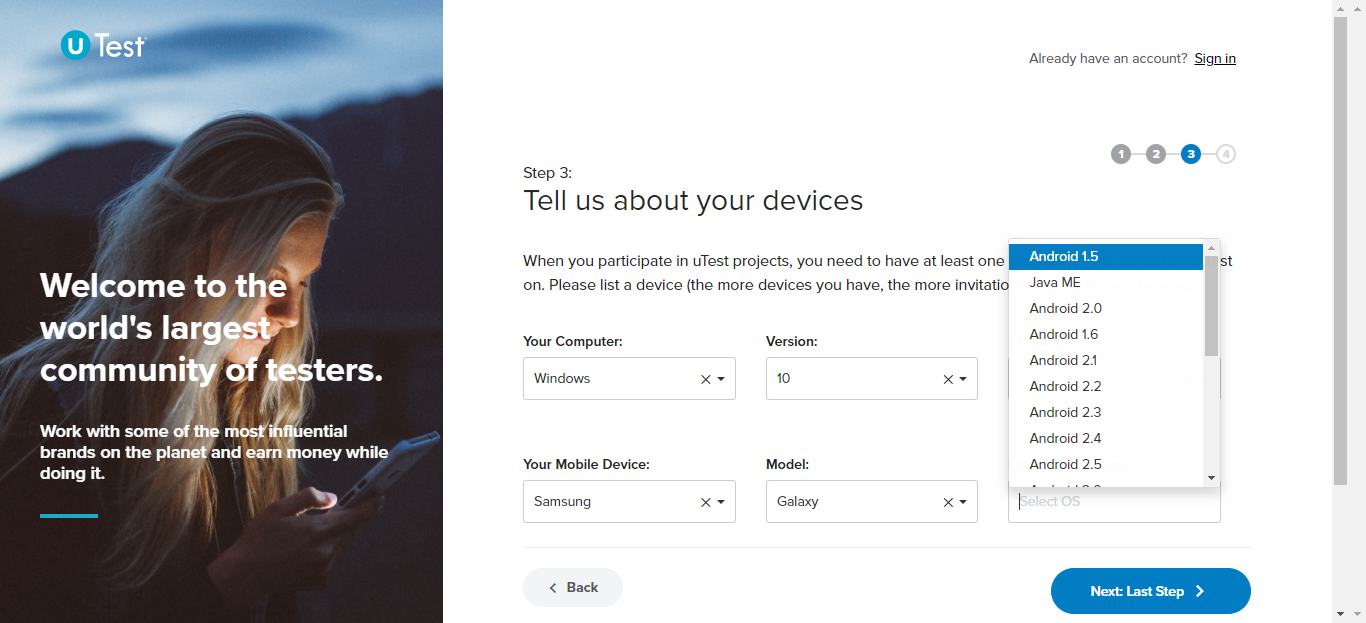 uTest
Already have an account? Sign in
1 2 3 4
Step 3:
Tell us about your devices
When you participate in uTest projects, you need to have at least one
st
on. Please list a device (the more devices you have, the more invitatio
Your Computer:
Version:
Windows
10
Your Mobile Device:
Model:
Samsung
Galaxy
Android 1.5
Java ME
Android 2.0
Android 1.6
Android 2.1
Android 2.2
Android 2.3
Android 2.4
Android 2.5
Select OS
Back
Next: Last Step
Welcome to the
world's largest
community of testers.
Work with some of the most influential
brands on the planet and earn money while
doing it.